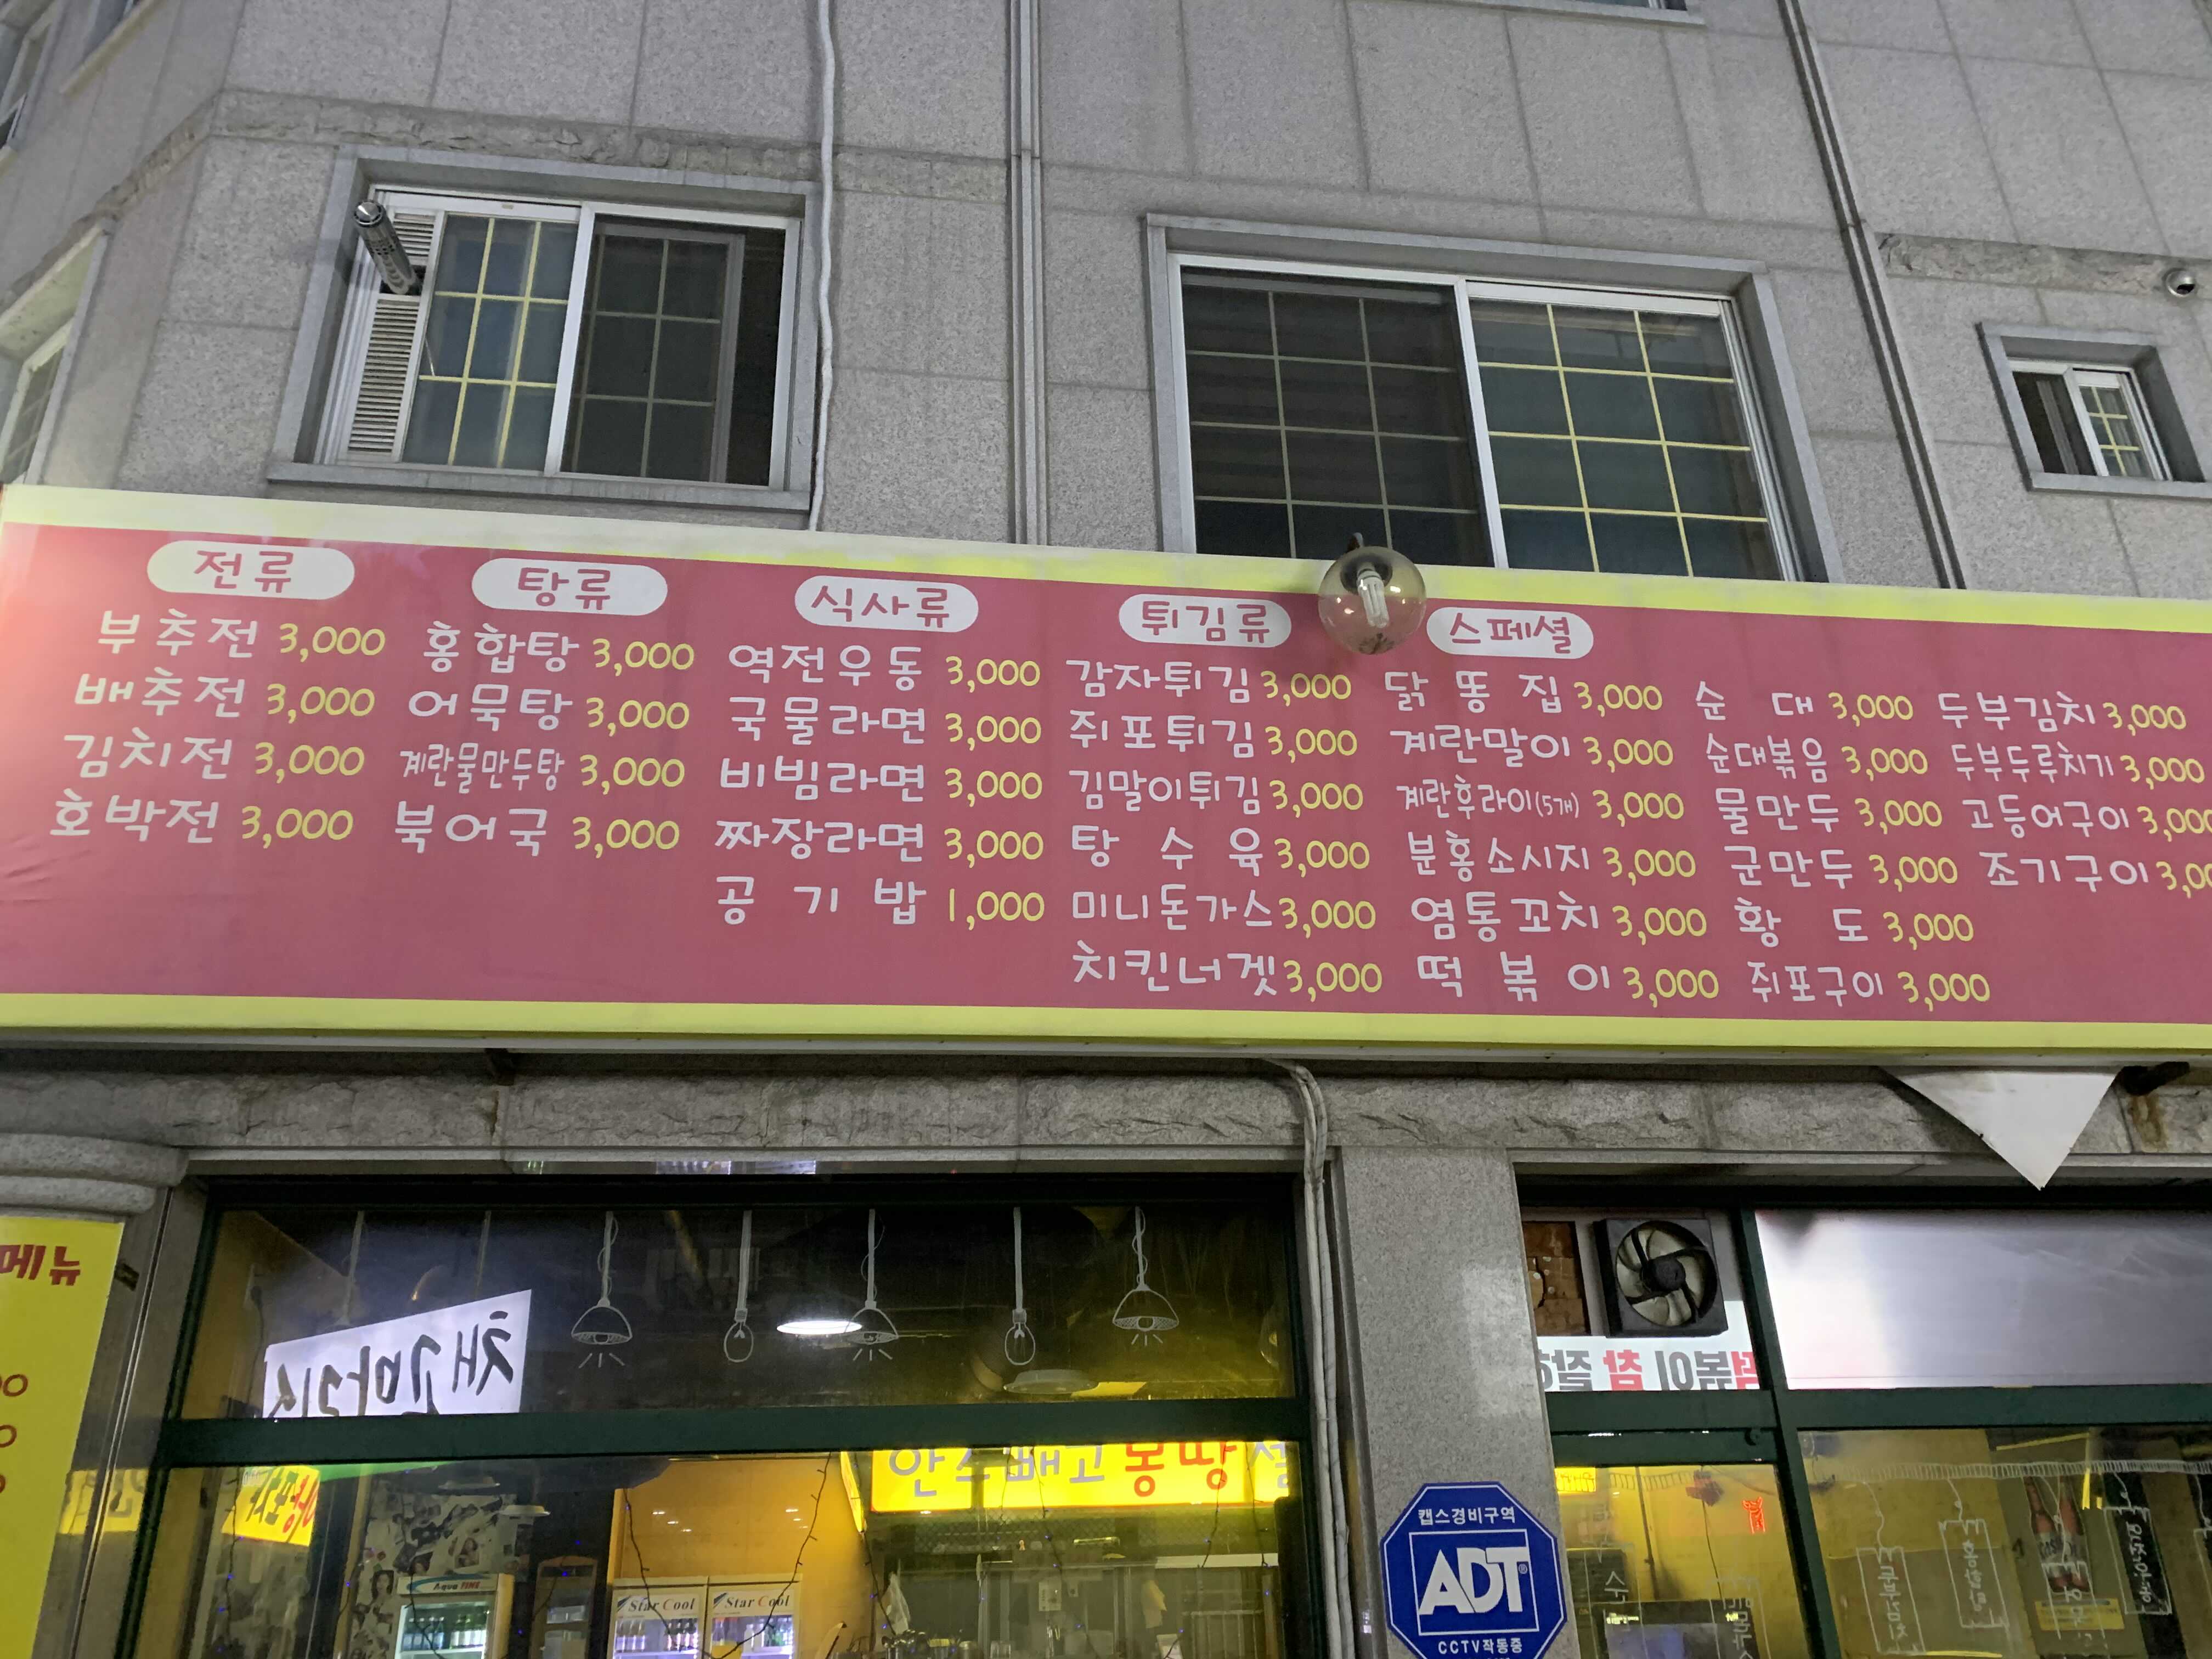 전류
부추전 3,000
배추전 3,000
김치전 3,000
호박전 3,000
탕류
홍합탕 3,000
어묵탕 3,000
계란물만두탕 3,000
북어국 3,000
식사류
역전우동 3,000
국물라면 3,000
비빔라면 3,000
짜장라면 3,000
공기밥 1,000
튀김류
감자튀김 3,000
쥐포튀김 3,000
김말이튀김 3,000
탕수육 3,000
미니돈가스 3,000
치킨너겟 3,000
스페셜
닭똥집 3,000
계란말이 3,000
계란후라이(5개) 3,000
분홍소시지 3,000
염통꼬치 3,000
떡볶이 3,000
순대 3,000
순대볶음 3,000
물만두 3,000
군만두 3,000
황도 3,000
쥐포구이 3,000
두부김치 3,000
두부두루치기 3,000
고등어구이 3,000
조기구이 3,00
메뉴
Aqua FINE
Star Cool
Star Cool
캡스경비구역
ADT
CCTV작동중